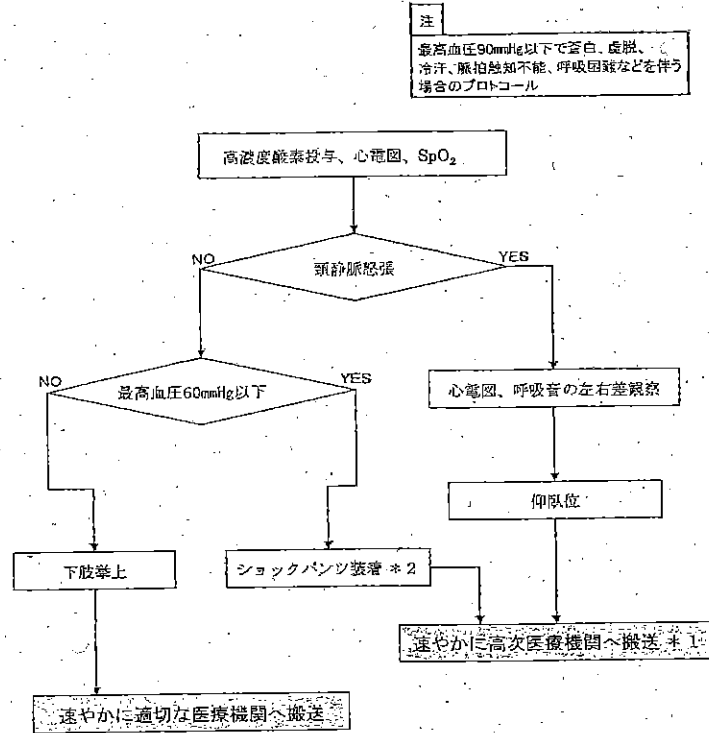 注
最高血圧90mmHg以下で蒼白、虚脱、
冷汗、脈拍触知不能、呼吸困難などを伴う
場合のプロトコール
高濃度酸素投与、心電図、SpO₂
NO
頸静脈怒張
YES
NO
最高血圧60mmHg以下
YES
心電図、呼吸音の左右差観察
仰臥位
下肢挙上
ショックパンツ装着 *2
速やかに高次医療機関へ搬送 *1
速やかに適切な医療機関へ搬送